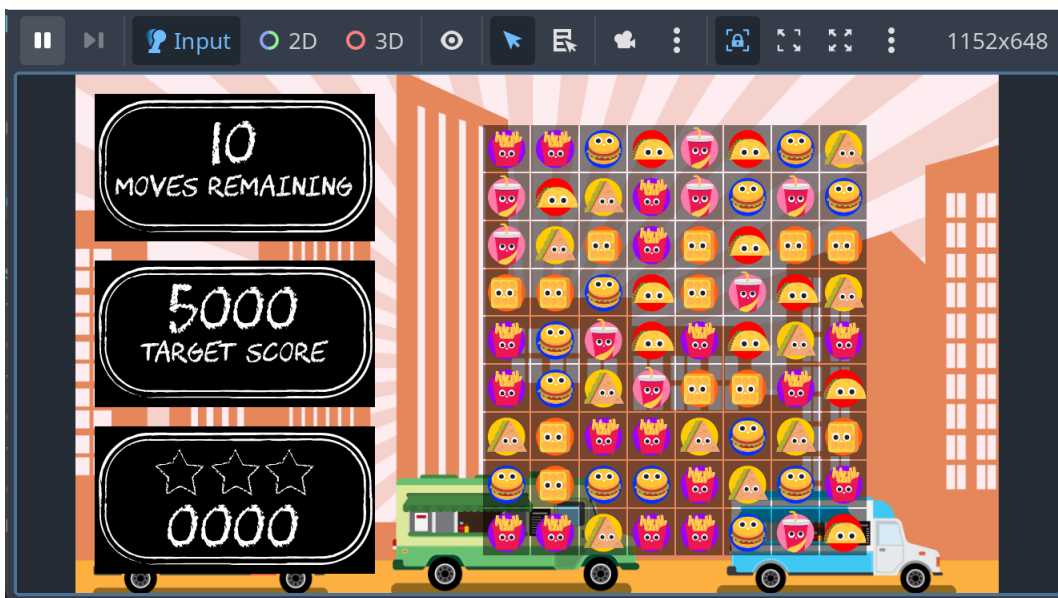 Input 2D 3D 1152x648
10
MOVES REMAINING
5000
TARGET SCORE
0000